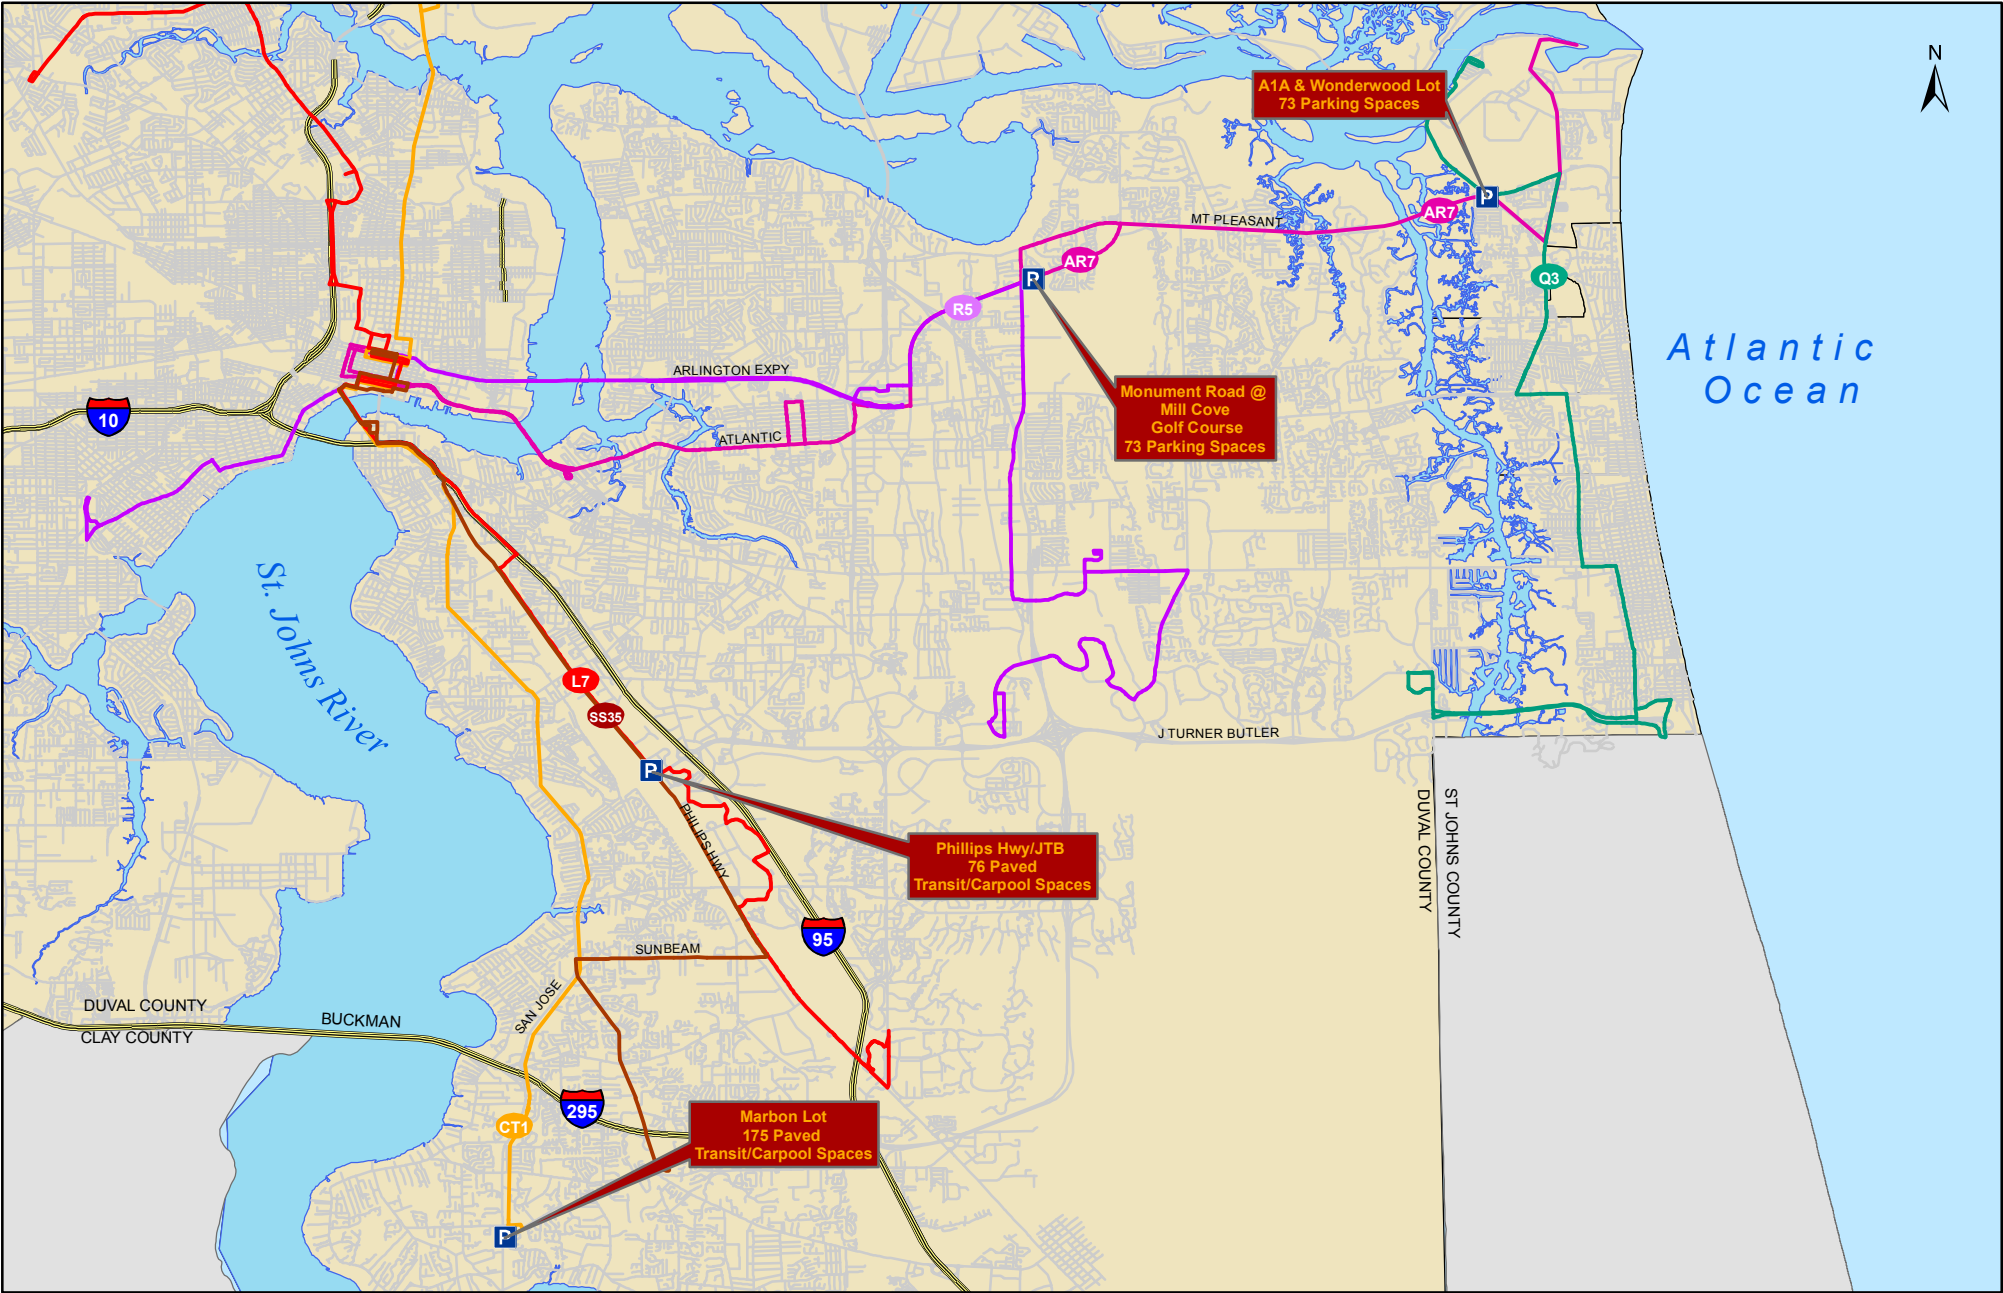 N
A1A & Wonderwood Lot
73 Parking Spaces
P
AR7
MT PLEASANT
AR7
P
Q3
R5
Atlantic
Ocean
ARLINGTON EXPY
Monument Road @
Mill Cove
Golf Course
73 Parking Spaces
10
ATLANTIC
St. Johns River
L7
SS35
J TURNER BUTLER
P
PHILIPS HWY
DUVAL COUNTY
ST JOHNS COUNTY
Phillips Hwy/JTB
76 Paved
Transit/Carpool Spaces
95
SUNBEAM
SAN JOSE
DUVAL COUNTY
BUCKMAN
CLAY COUNTY
295
CT1
Marbon Lot
175 Paved
Transit/Carpool Spaces
P